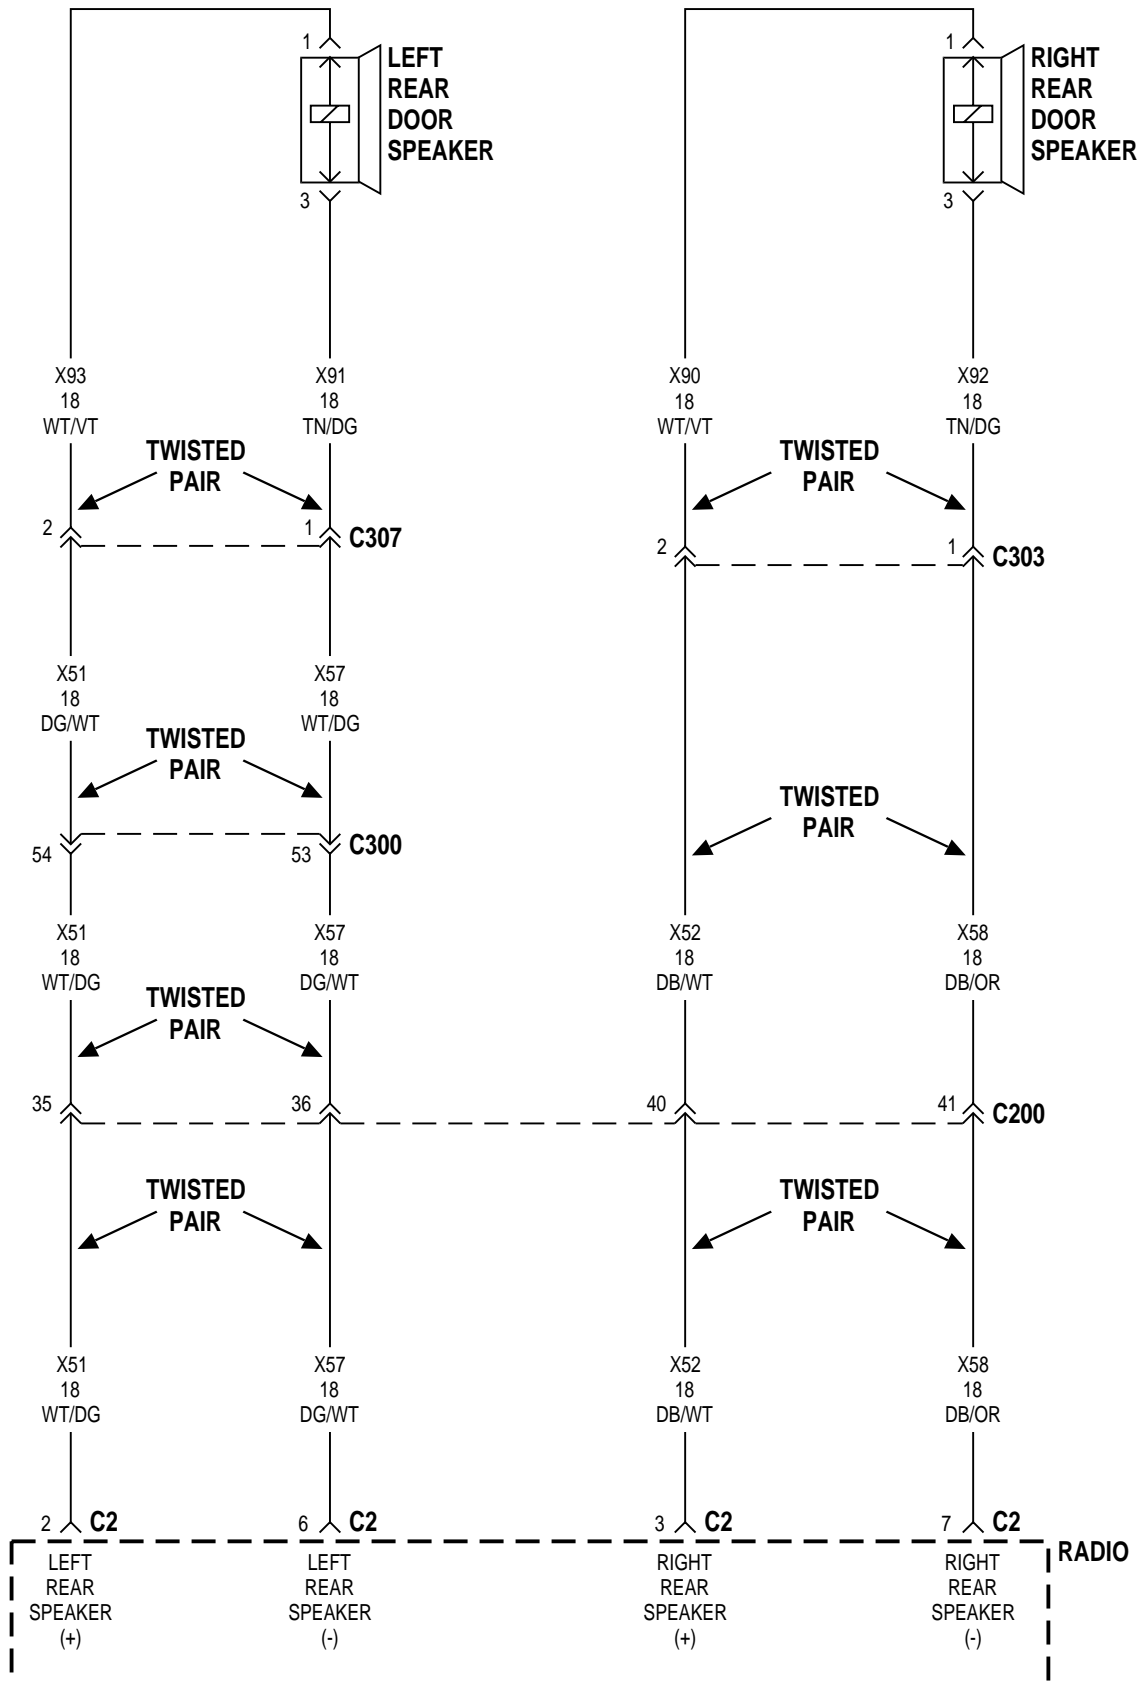 1
LEFT
REAR
DOOR
SPEAKER
3
1
RIGHT
REAR
DOOR
SPEAKER
3
X93
18
WT/VT
X91
18
TN/DG
X90
18
WT/VT
X92
18
TN/DG
TWISTED
PAIR
TWISTED
PAIR
2
1
C307
2
1
C303
X51
18
DG/WT
X57
18
WT/DG
TWISTED
PAIR
TWISTED
PAIR
54
53
C300
X51
18
WT/DG
X57
18
DG/WT
X52
18
DB/WT
X58
18
DB/OR
TWISTED
PAIR
35
36
40
41
C200
TWISTED
PAIR
TWISTED
PAIR
X51
18
WT/DG
X57
18
DG/WT
X52
18
DB/WT
X58
18
DB/OR
2
C2
6
C2
3
C2
7
C2
RADIO
LEFT
REAR
SPEAKER
(+)
LEFT
REAR
SPEAKER
(-)
RIGHT
REAR
SPEAKER
(+)
RIGHT
REAR
SPEAKER
(-)